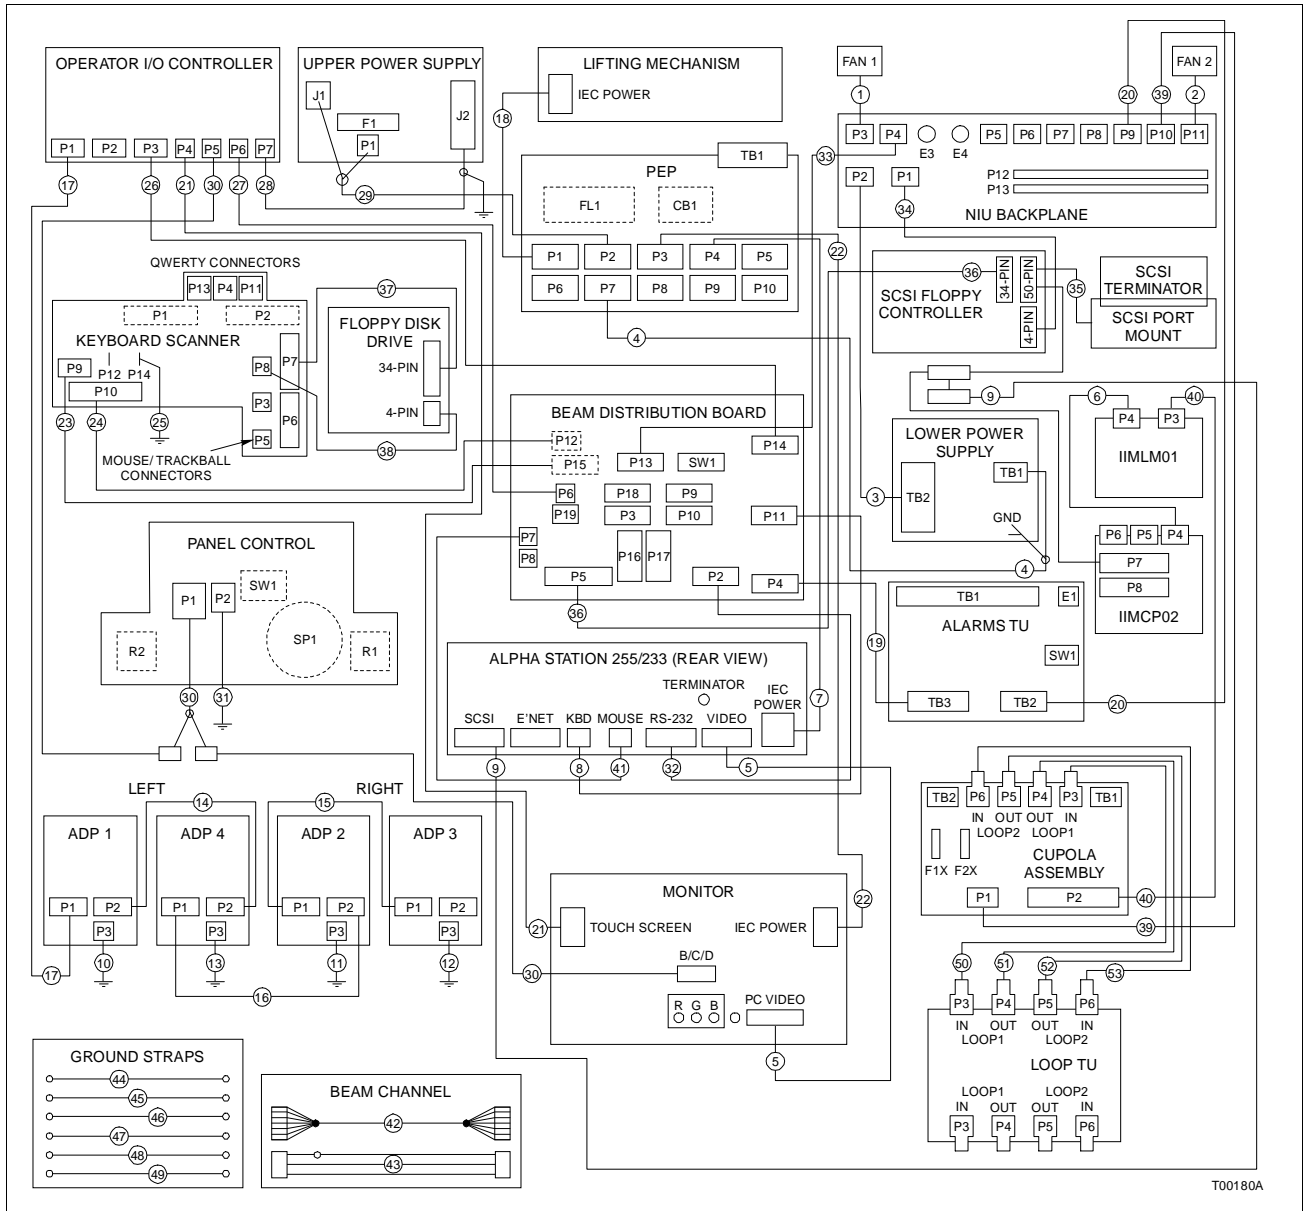 OPERATOR I/O CONTROLLER
P1 P2 P3 P4 P5 P6 P7
17 26 21 30 27 28
UPPER POWER SUPPLY
J1 F1 P1 J2
29
LIFTING MECHANISM
IEC POWER
18
PEP
TB1
FL1 CB1
P1 P2 P3 P4 P5
P6 P7 P8 P9 P10
22
4
FAN 1
1
20 39
FAN 2
2
33
P3 P4 E3 E4 P5 P6 P7 P8 P9 P10 P11
P2 P1
P12
P13
34
NIU BACKPLANE
36
34-PIN 50-PIN
4-PIN
SCSI FLOPPY
CONTROLLER
35
SCSI
TERMINATOR
SCSI PORT
MOUNT
9
QWERTY CONNECTORS
P13 P4 P11
P1 P2
KEYBOARD SCANNER
P9 P12 P14
P10
P8 P7
P3 P6
P5
23 24 25
MOUSE/ TRACKBALL
CONNECTORS
37
FLOPPY DISK
DRIVE
34-PIN
4-PIN
38
BEAM DISTRIBUTION BOARD
P12 P14
P15 P13 SW1
P6 P18 P9
P19 P3 P10 P11
P7
P8 P16 P17
P5 P2 P4
36
LOWER POWER
SUPPLY
TB1
TB2
3
GND
4
6 40
P4 P3
IIMLM01
P6 P5 P4
P7
P8
IIMCP02
PANEL CONTROL
P1 P2 SW1
R2 SP1 R1
30 31
ALPHA STATION 255/233 (REAR VIEW)
TERMINATOR
IEC
POWER
SCSI E'NET KBD MOUSE RS-232 VIDEO
9 8 41 32 5
7
19
TB1 E1
ALARMS TU
SW1
TB3 TB2
20
LEFT
14
RIGHT
15
ADP 1 ADP 4 ADP 2 ADP 3
P1 P2 P1 P2 P1 P2 P1 P2
P3 P3 P3 P3
10 13 11 12
17
16
MONITOR
22
21
TOUCH SCREEN
IEC POWER
B/C/D
30
R G B
PC VIDEO
5
TB2 P6 P5 P4 P3 TB1
IN OUT OUT IN
LOOP2 LOOP1
F1X F2X
CUPOLA
ASSEMBLY
P1 P2
40
39
50 51 52 53
P3 P4 P5 P6
IN OUT OUT IN
LOOP1 LOOP2
LOOP TU
LOOP1 LOOP2
IN OUT OUT IN
P3 P4 P5 P6
GROUND STRAPS
44
45
46
47
48
49
BEAM CHANNEL
42
43
T00180A